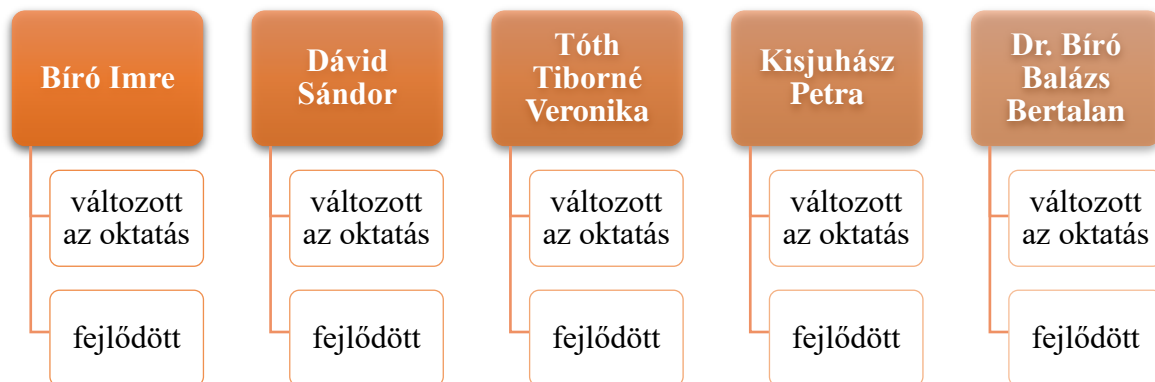 Bíró Imre
változott
az oktatás
fejlődött
Dávid
Sándor
változott
az oktatás
fejlődött
Tóth
Tiborné
Veronika
változott
az oktatás
fejlődött
Kisjuhász
Petra
változott
az oktatás
fejlődött
Dr. Bíró
Balázs
Bertalan
változott
az oktatás
fejlődött